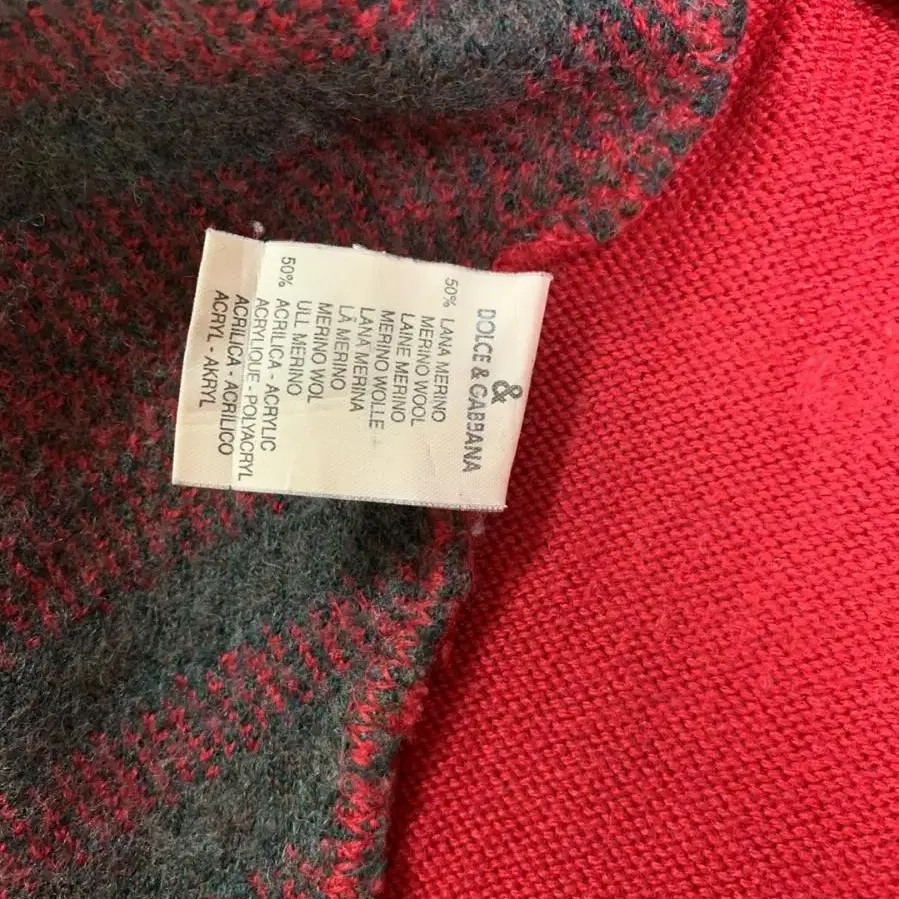 &
DOLCE & GABBANA
50% LANA MERINO
MERINO WOOL
LAINE MERINO
MERINO WOLLE
LANA MERINA
LÃ MERINO
MERINO WOL
ULL MERINO
50% ACRILICA - ACRYLIC
ACRYLIQUE - POLYACRYL
ACRILICA - ACRILICO
ACRYL - AKRYL